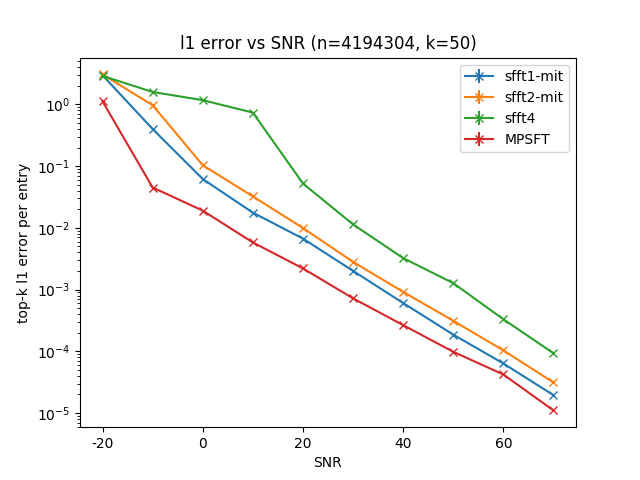 l1 error vs SNR (n=4194304, k=50)
top-k l1 error per entry
10⁰
10⁻¹
10⁻²
10⁻³
10⁻⁴
10⁻⁵
sfft1-mit
sfft2-mit
sfft4
MPSFT
-20
0
20
40
60
SNR